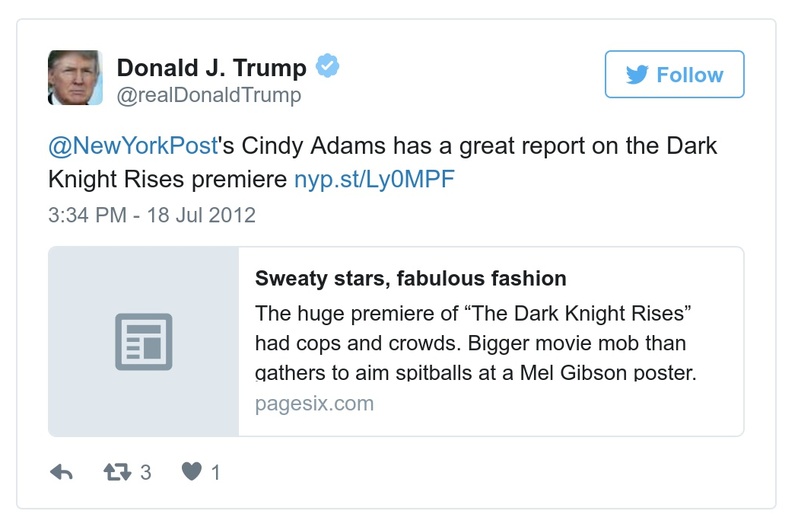 Donald J. Trump
@realDonaldTrump
Follow
@NewYorkPost's Cindy Adams has a great report on the Dark
Knight Rises premiere nyp.st/Ly0MPF
3:34 PM - 18 Jul 2012
Sweaty stars, fabulous fashion
The huge premiere of “The Dark Knight Rises”
had cops and crowds. Bigger movie mob than
gathers to aim spitballs at a Mel Gibson poster.
pagesix.com
3 1